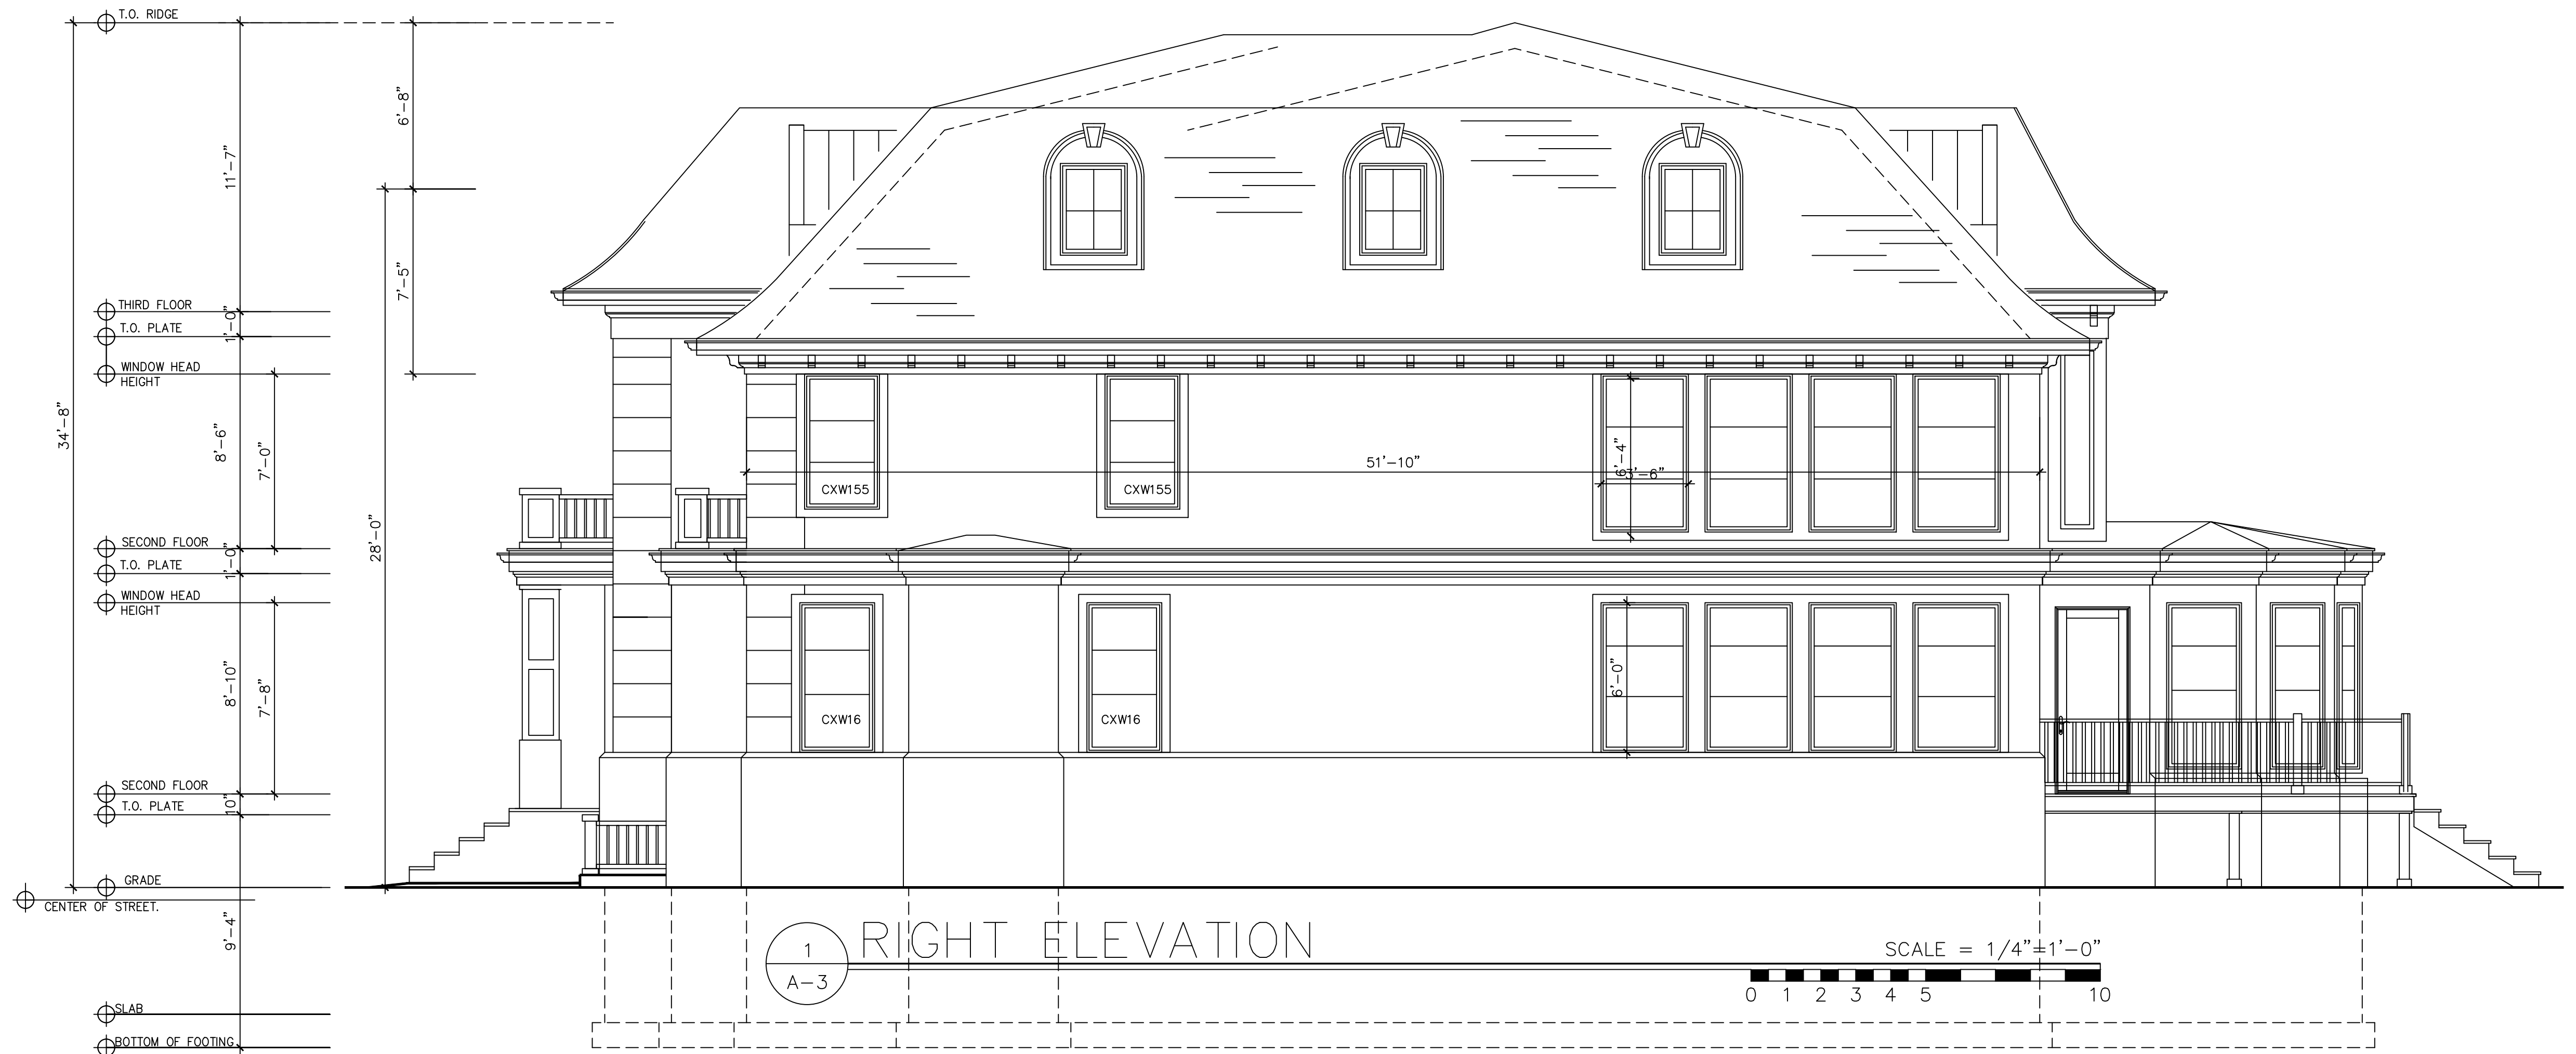 T.O. RIDGE
6'-8"
11'-7"
7'-5"
THIRD FLOOR
1'-0"
T.O. PLATE
WINDOW HEAD
HEIGHT
34'-8"
8'-6"
7'-0"
28'-0"
51'-10"
6'-4"
3'-6"
CXW155
CXW155
SECOND FLOOR
1'-0"
T.O. PLATE
WINDOW HEAD
HEIGHT
8'-10"
7'-8"
6'-0"
CXW16
CXW16
SECOND FLOOR
10"
T.O. PLATE
GRADE
CENTER OF STREET.
9'-4"
1
A-3
RIGHT ELEVATION
SCALE = 1/4"=1'-0"
0 1 2 3 4 5 10
SLAB
BOTTOM OF FOOTING